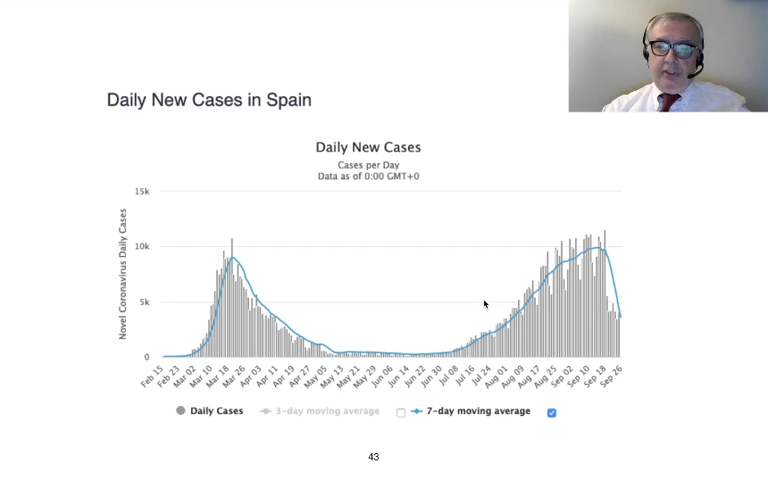 Daily New Cases in Spain
Daily New Cases
Cases per Day
Data as of 0:00 GMT+0
Novel Coronavirus Daily Cases
15k
10k
5k
0
Feb 15
Feb 23
Mar 02
Mar 10
Mar 18
Mar 26
Apr 03
Apr 11
Apr 19
Apr 27
May 05
May 13
May 21
May 29
Jun 06
Jun 14
Jun 22
Jun 30
Jul 08
Jul 16
Jul 24
Aug 01
Aug 09
Aug 17
Aug 25
Sep 02
Sep 10
Sep 18
Sep 26
Daily Cases 3-day moving average 7-day moving average
43